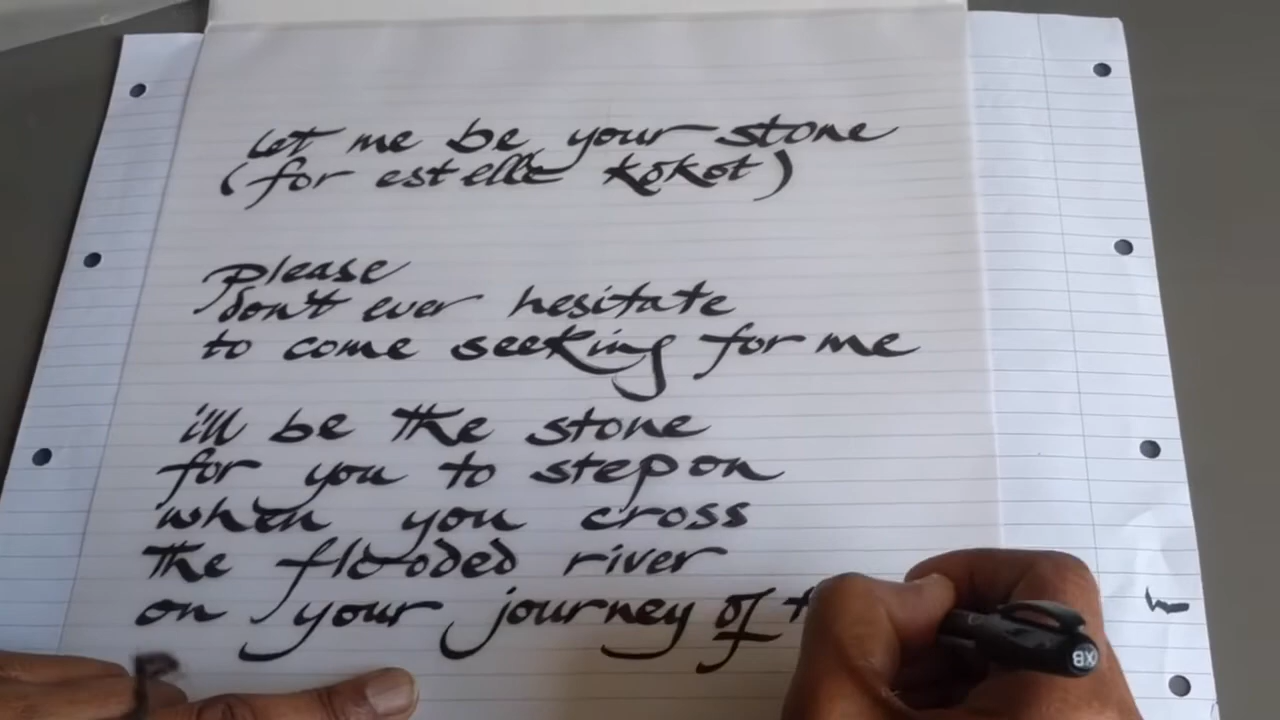 let me be your stone
(for estelle kokot)
please
don't ever hesitate
to come seeking for me
i'll be the stone
for you to step on
when you cross
the flooded river
on your journey of t
XB